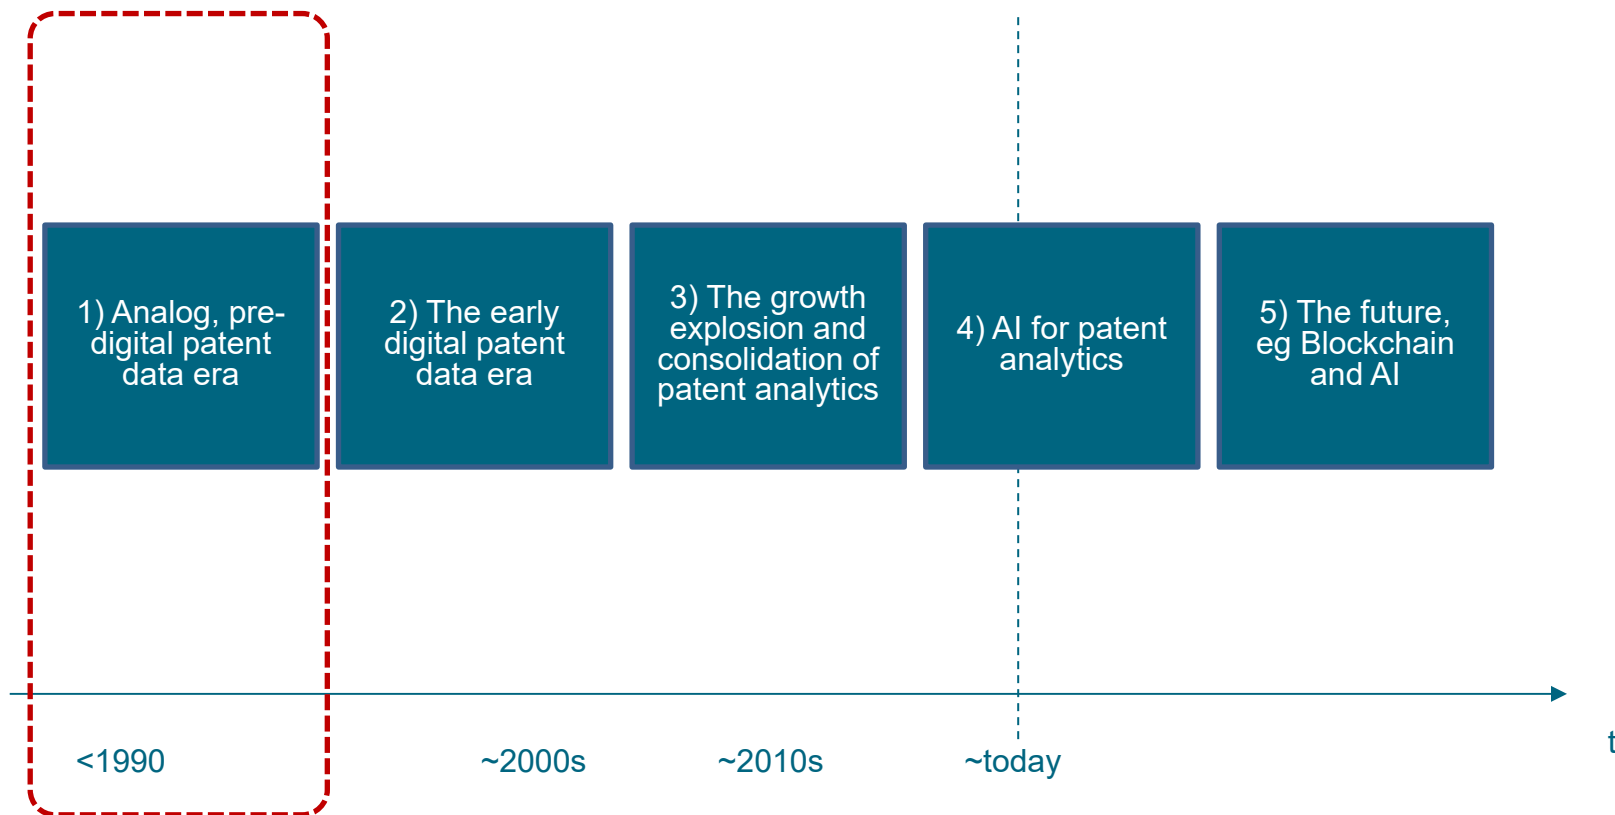 1) Analog, pre-
digital patent
data era
2) The early
digital patent
data era
3) The growth
explosion and
consolidation of
patent analytics
4) AI for patent
analytics
5) The future,
eg Blockchain
and AI
<1990
~2000s
~2010s
~today
t